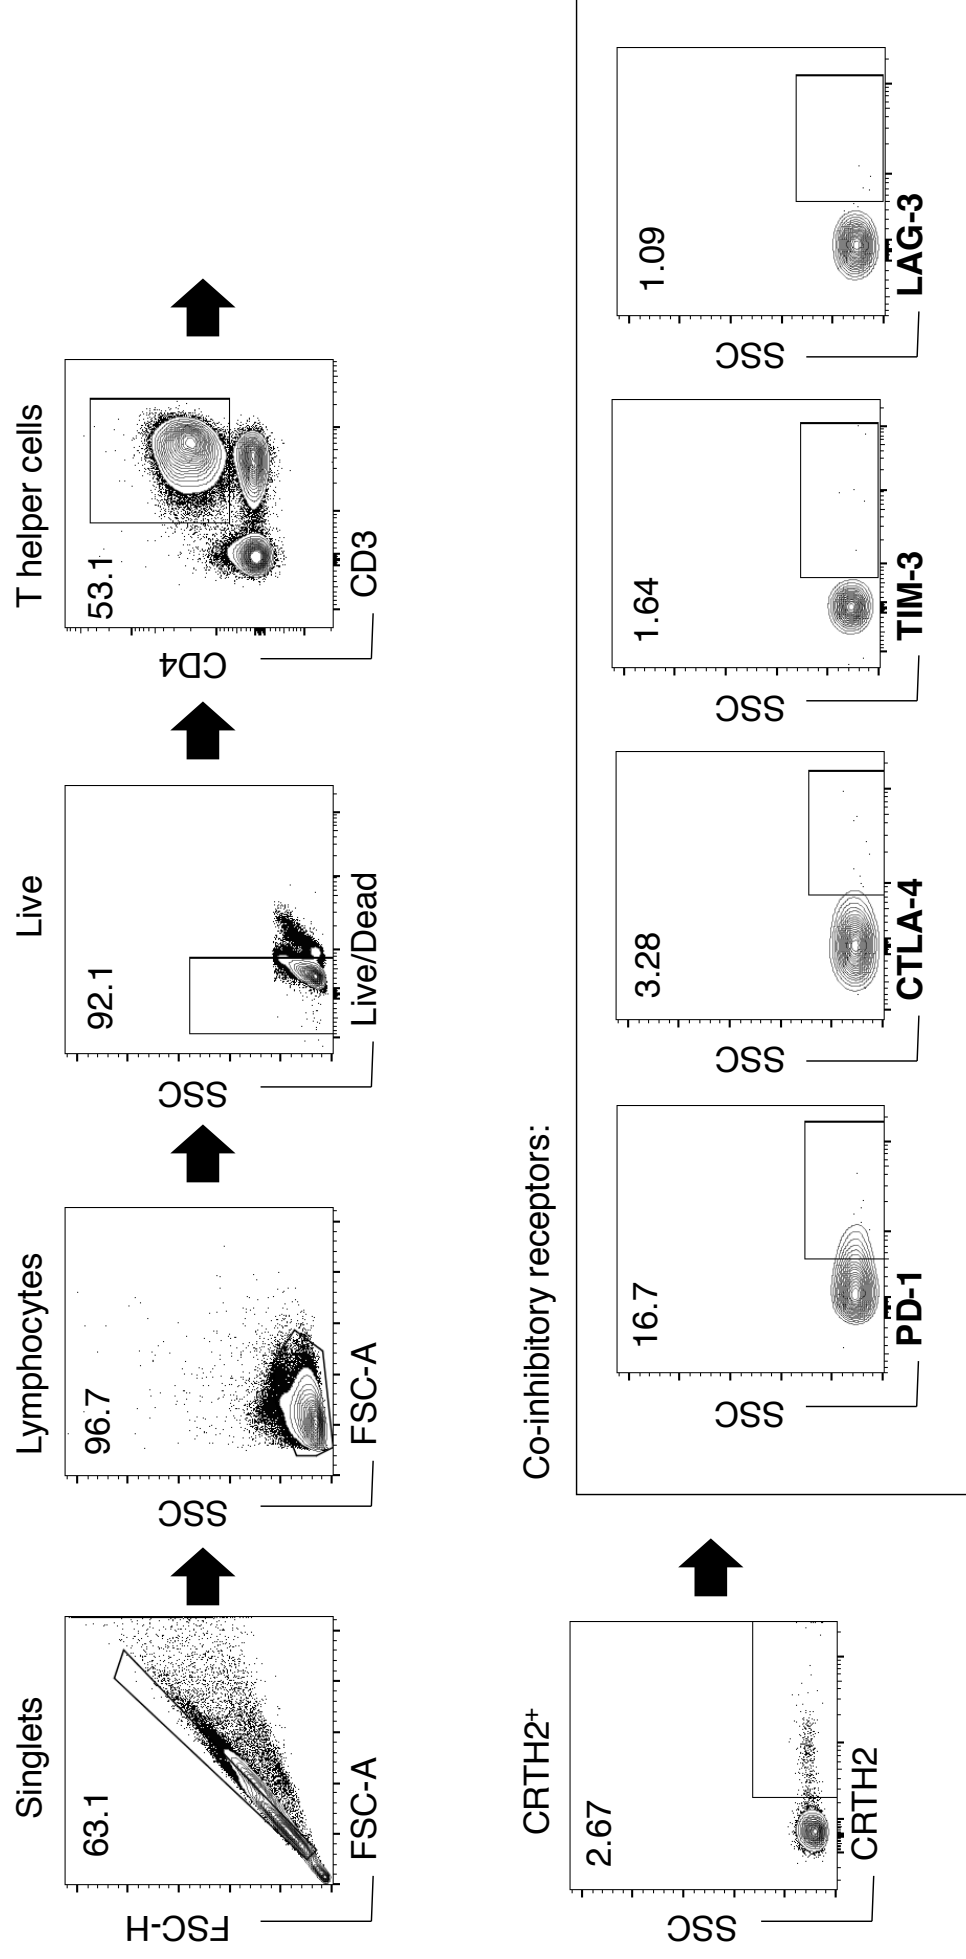 Singlets
63.1
FSC-H
FSC-A
Lymphocytes
96.7
SSC
FSC-A
Live
92.1
SSC
Live/Dead
T helper cells
53.1
CD4
CD3
CRTH2+
2.67
SSC
CRTH2
Co-inhibitory receptors:
16.7
SSC
PD-1
3.28
SSC
CTLA-4
1.64
SSC
TIM-3
1.09
SSC
LAG-3